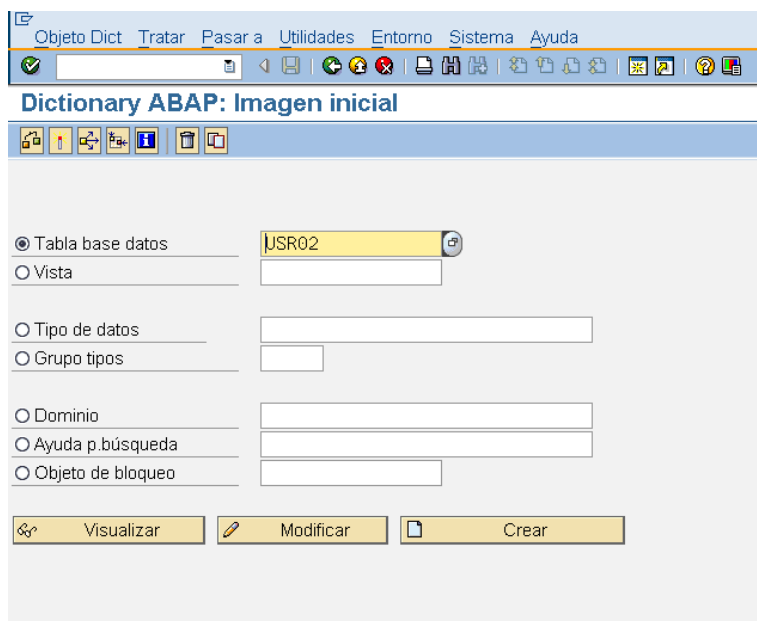 Objeto Dict Tratar Pasar a Utilidades Entorno Sistema Ayuda
Dictionary ABAP: Imagen inicial
Tabla base datos USR02
Vista
Tipo de datos
Grupo tipos
Dominio
Ayuda p.búsqueda
Objeto de bloqueo
Visualizar Modificar Crear